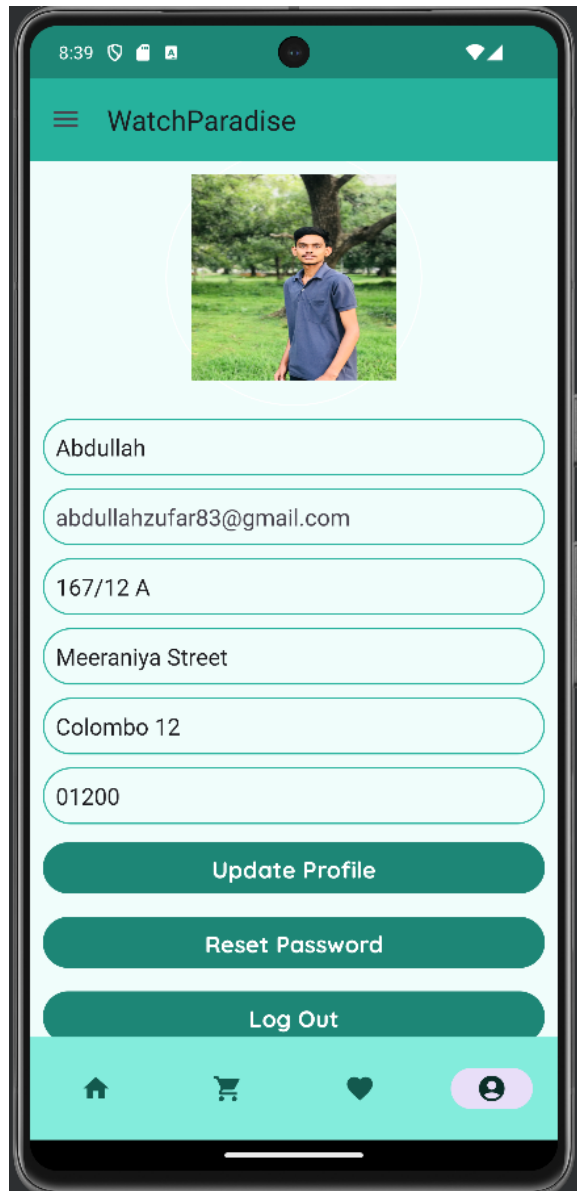 8:39
WatchParadise
Abdullah
abdullahzufar83@gmail.com
167/12 A
Meeraniya Street
Colombo 12
01200
Update Profile
Reset Password
Log Out